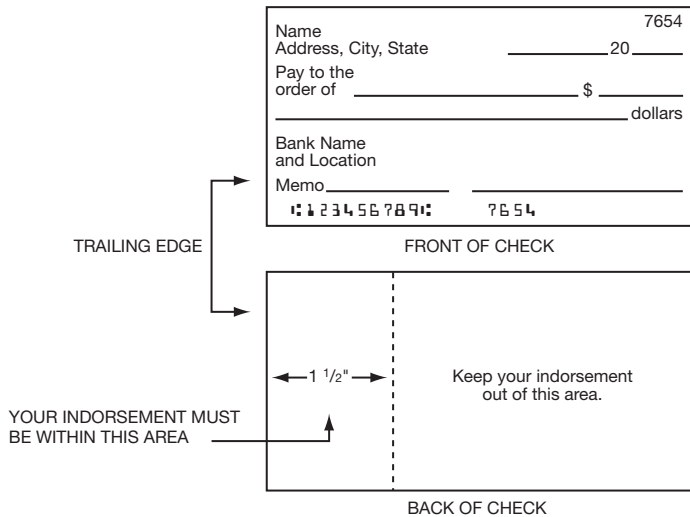 7654
Name
Address, City, State 20
Pay to the
order of $
dollars
Bank Name
and Location
Memo
⑆123456789⑆ 7654
TRAILING EDGE
FRONT OF CHECK
1 1/2"
Keep your indorsement
out of this area.
YOUR INDORSEMENT MUST
BE WITHIN THIS AREA
BACK OF CHECK